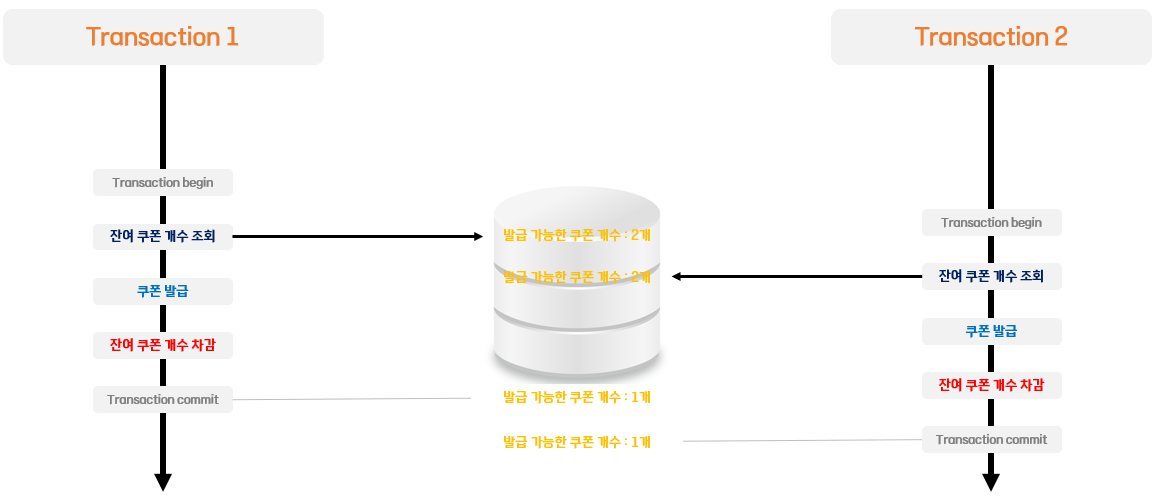 Transaction 1
Transaction 2
Transaction begin
Transaction begin
잔여 쿠폰 개수 조회
발급 가능한 쿠폰 개수 : 2개
발급 가능한 쿠폰 개수 : 2개
잔여 쿠폰 개수 조회
쿠폰 발급
쿠폰 발급
잔여 쿠폰 개수 차감
잔여 쿠폰 개수 차감
Transaction commit
발급 가능한 쿠폰 개수 : 1개
발급 가능한 쿠폰 개수 : 1개
Transaction commit